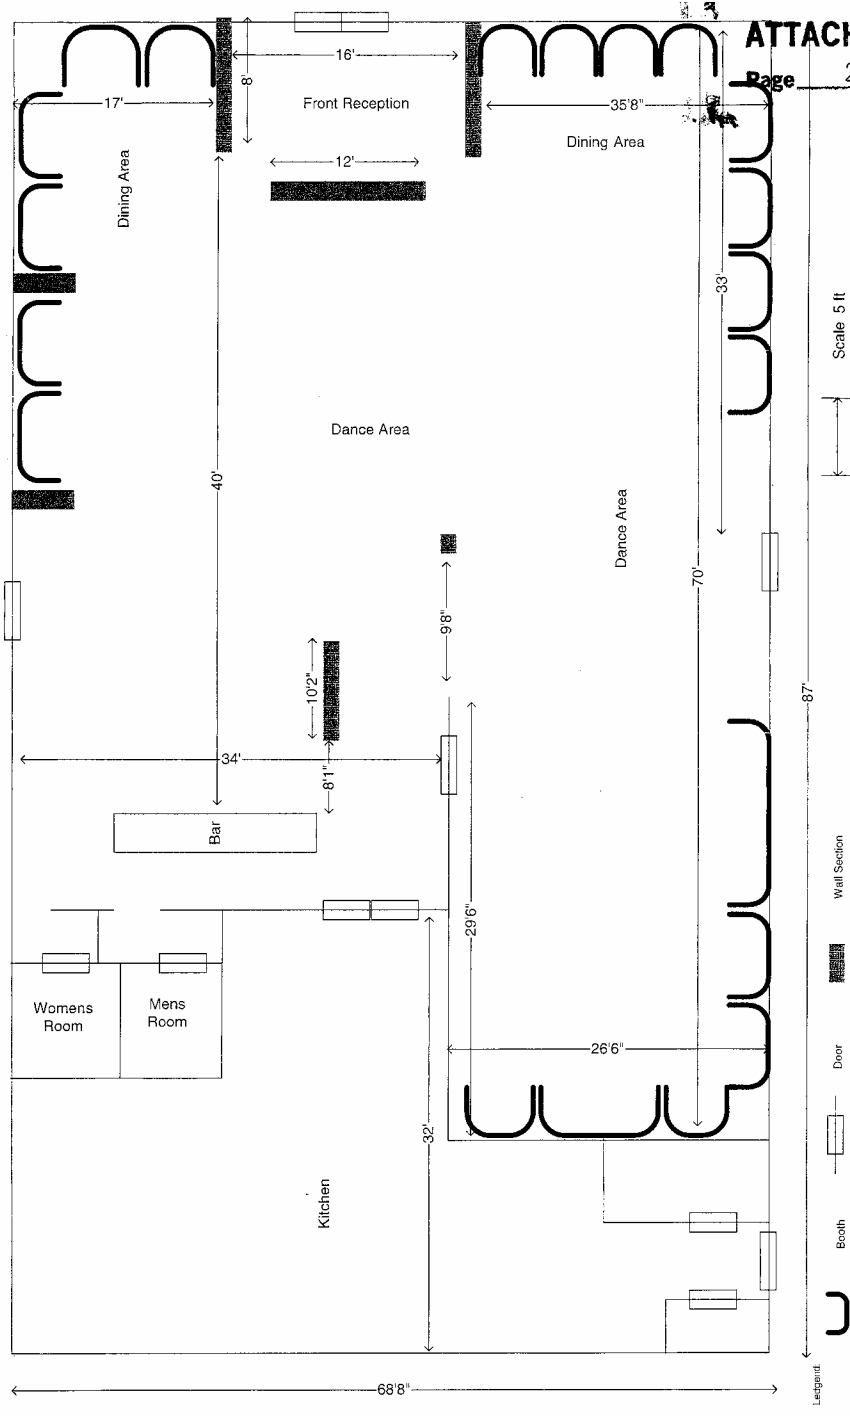 ATTACH
Page
16'
8'
17'
Front Reception
35'8"
Dining Area
12'
Dining Area
33'
Scale 5 ft
Dance Area
40'
Dance Area
70'
9'8"
10'2"
87'
34'
8'1"
Bar
Wall Section
29'6"
Womens
Room
Mens
Room
26'6"
Door
32'
Kitchen
Booth
Ledgend:
68'8"